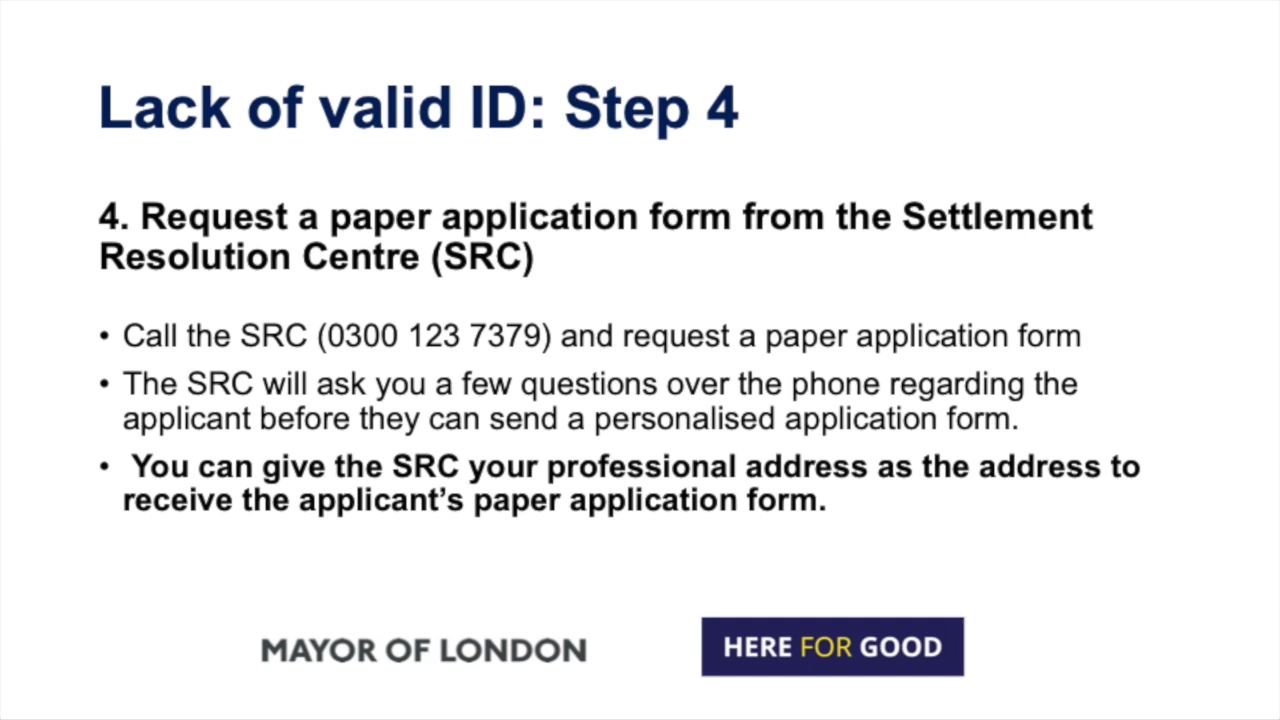 Lack of valid ID: Step 4
4. Request a paper application form from the Settlement
Resolution Centre (SRC)
• Call the SRC (0300 123 7379) and request a paper application form
• The SRC will ask you a few questions over the phone regarding the
applicant before they can send a personalised application form.
• You can give the SRC your professional address as the address to
receive the applicant’s paper application form.
MAYOR OF LONDON
HERE FOR GOOD